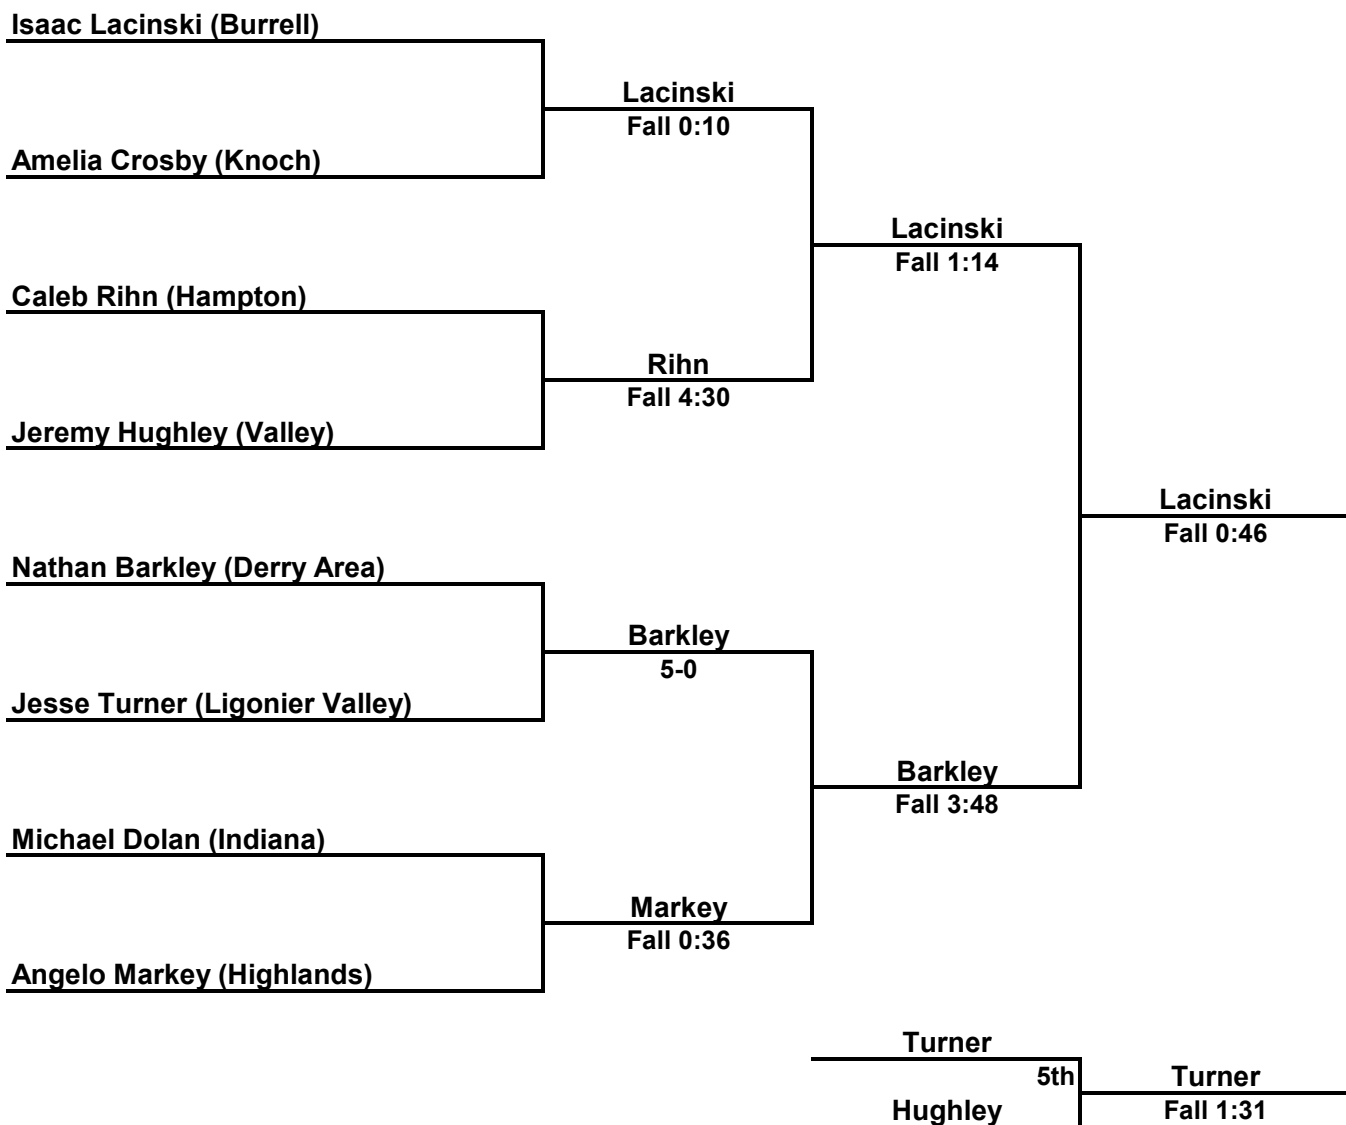 Isaac Lacinski (Burrell)
Lacinski
Fall 0:10
Amelia Crosby (Knoch)
Lacinski
Fall 1:14
Caleb Rihn (Hampton)
Rihn
Fall 4:30
Jeremy Hughley (Valley)
Lacinski
Fall 0:46
Nathan Barkley (Derry Area)
Barkley
5-0
Jesse Turner (Ligonier Valley)
Barkley
Fall 3:48
Michael Dolan (Indiana)
Markey
Fall 0:36
Angelo Markey (Highlands)
Turner
5th
Turner
Hughley
Fall 1:31